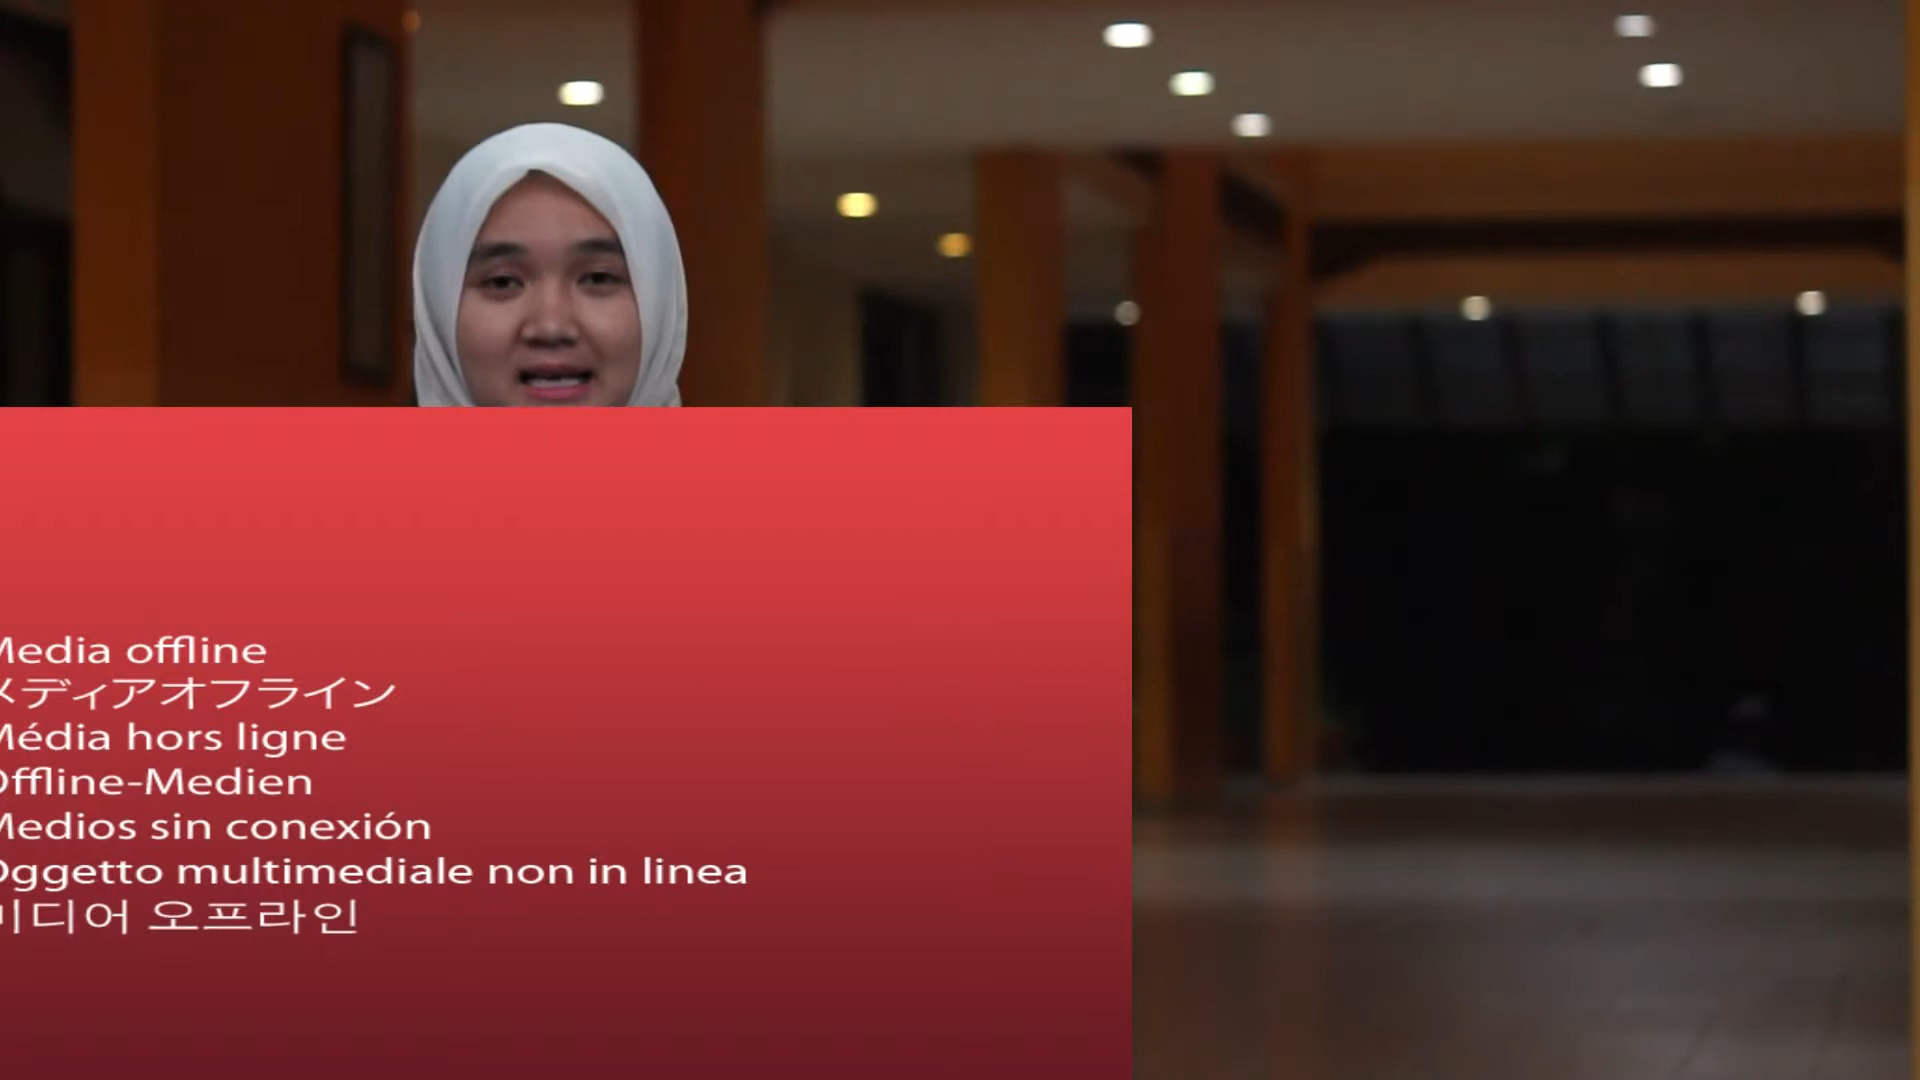 Media offline
メディアオフライン
Média hors ligne
Offline-Medien
Medios sin conexión
Oggetto multimediale non in linea
미디어 오프라인